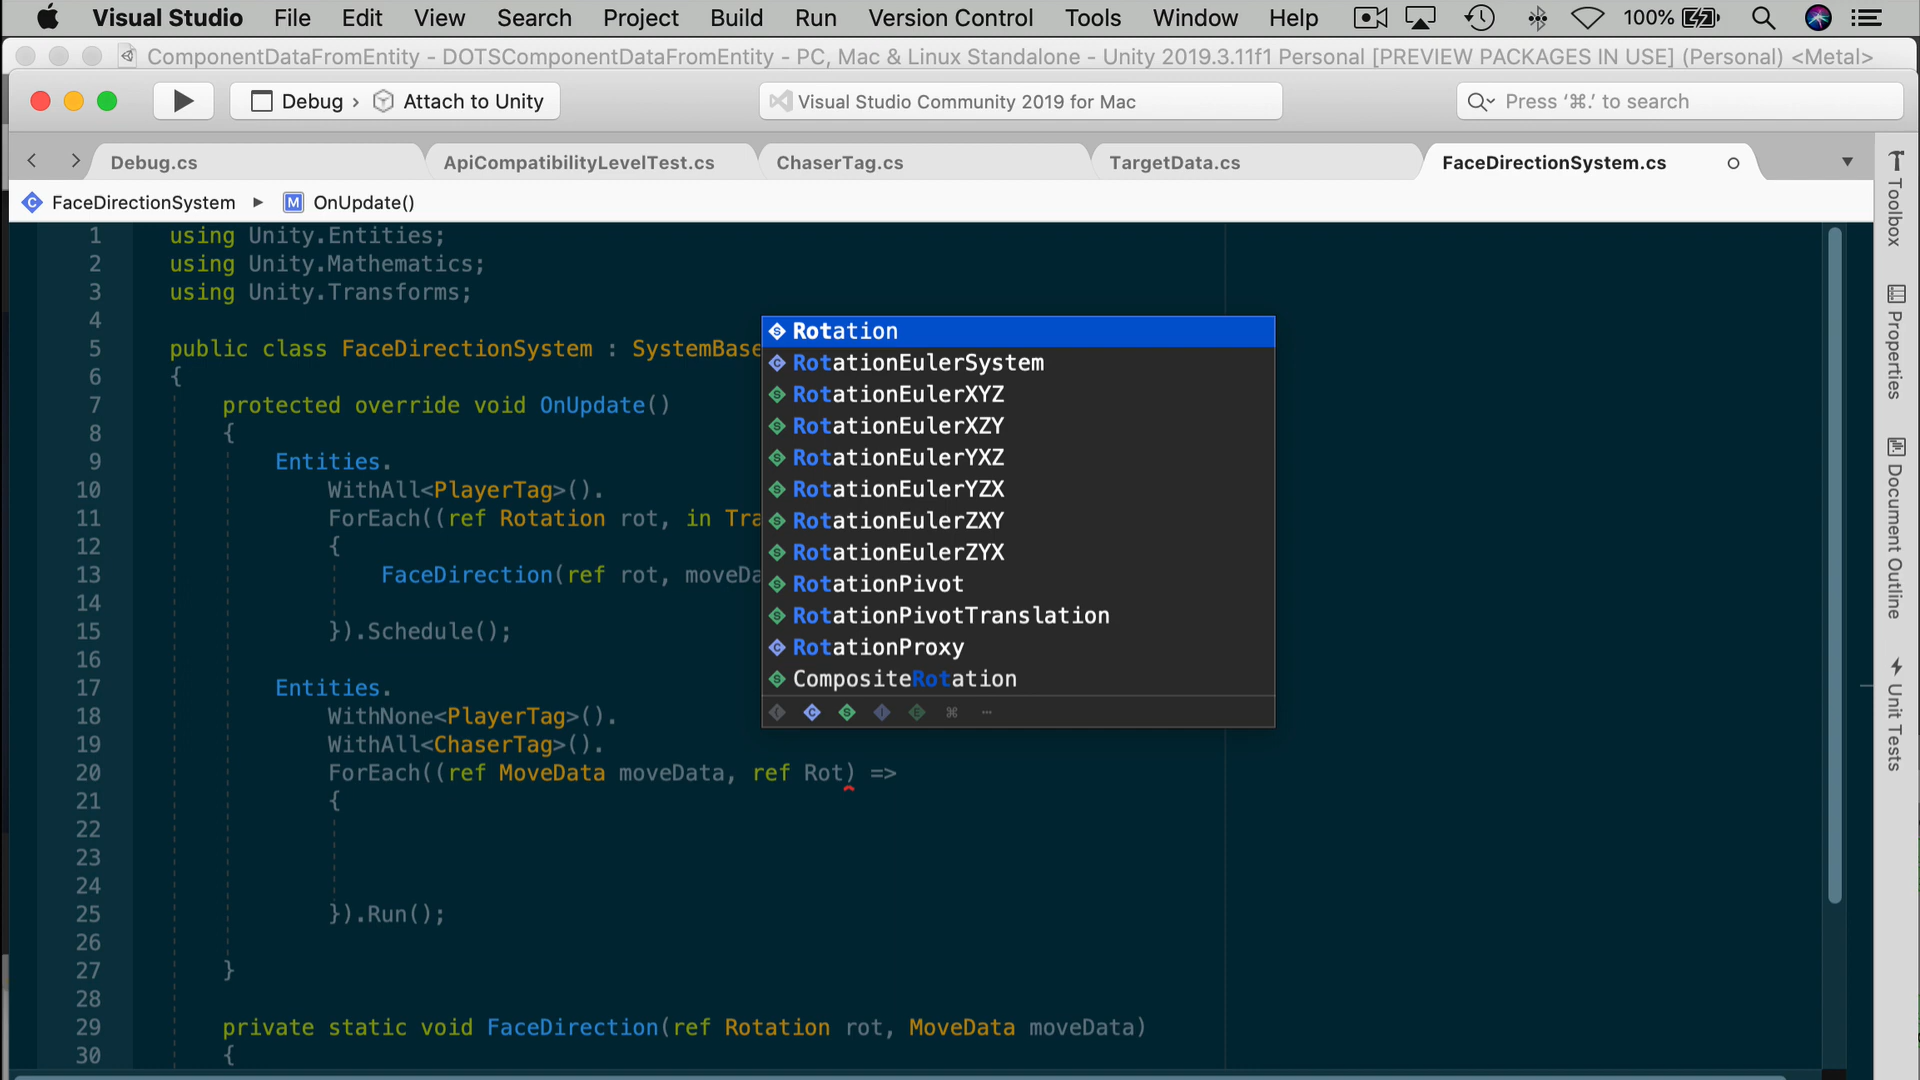 Visual Studio File Edit View Search Project Build Run Version Control Tools Window Help 100%
ComponentDataFromEntity - DOTSComponentDataFromEntity - PC, Mac & Linux Standalone - Unity 2019.3.11f1 Personal [PREVIEW PACKAGES IN USE] (Personal) <Metal>
Debug › Attach to Unity Visual Studio Community 2019 for Mac Press ‘⌘.’ to search
Debug.cs ApiCompatibilityLevelTest.cs ChaserTag.cs TargetData.cs FaceDirectionSystem.cs
FaceDirectionSystem ▸ M OnUpdate()
1 using Unity.Entities;
2 using Unity.Mathematics;
3 using Unity.Transforms;
4
5 public class FaceDirectionSystem : SystemBase
6 {
7 protected override void OnUpdate()
8 {
9 Entities.
10 WithAll<PlayerTag>().
11 ForEach((ref Rotation rot, in Tra
12 {
13 FaceDirection(ref rot, moveDa
14
15 }).Schedule();
16
17 Entities.
18 WithNone<PlayerTag>().
19 WithAll<ChaserTag>().
20 ForEach((ref MoveData moveData, ref Rot) =>
21 {
22
23
24
25 }).Run();
26
27 }
28
29 private static void FaceDirection(ref Rotation rot, MoveData moveData)
30 {
Rotation
RotationEulerSystem
RotationEulerXYZ
RotationEulerXZY
RotationEulerYXZ
RotationEulerYZX
RotationEulerZXY
RotationEulerZYX
RotationPivot
RotationPivotTranslation
RotationProxy
CompositeRotation
Toolbox
Properties
Document Outline
Unit Tests